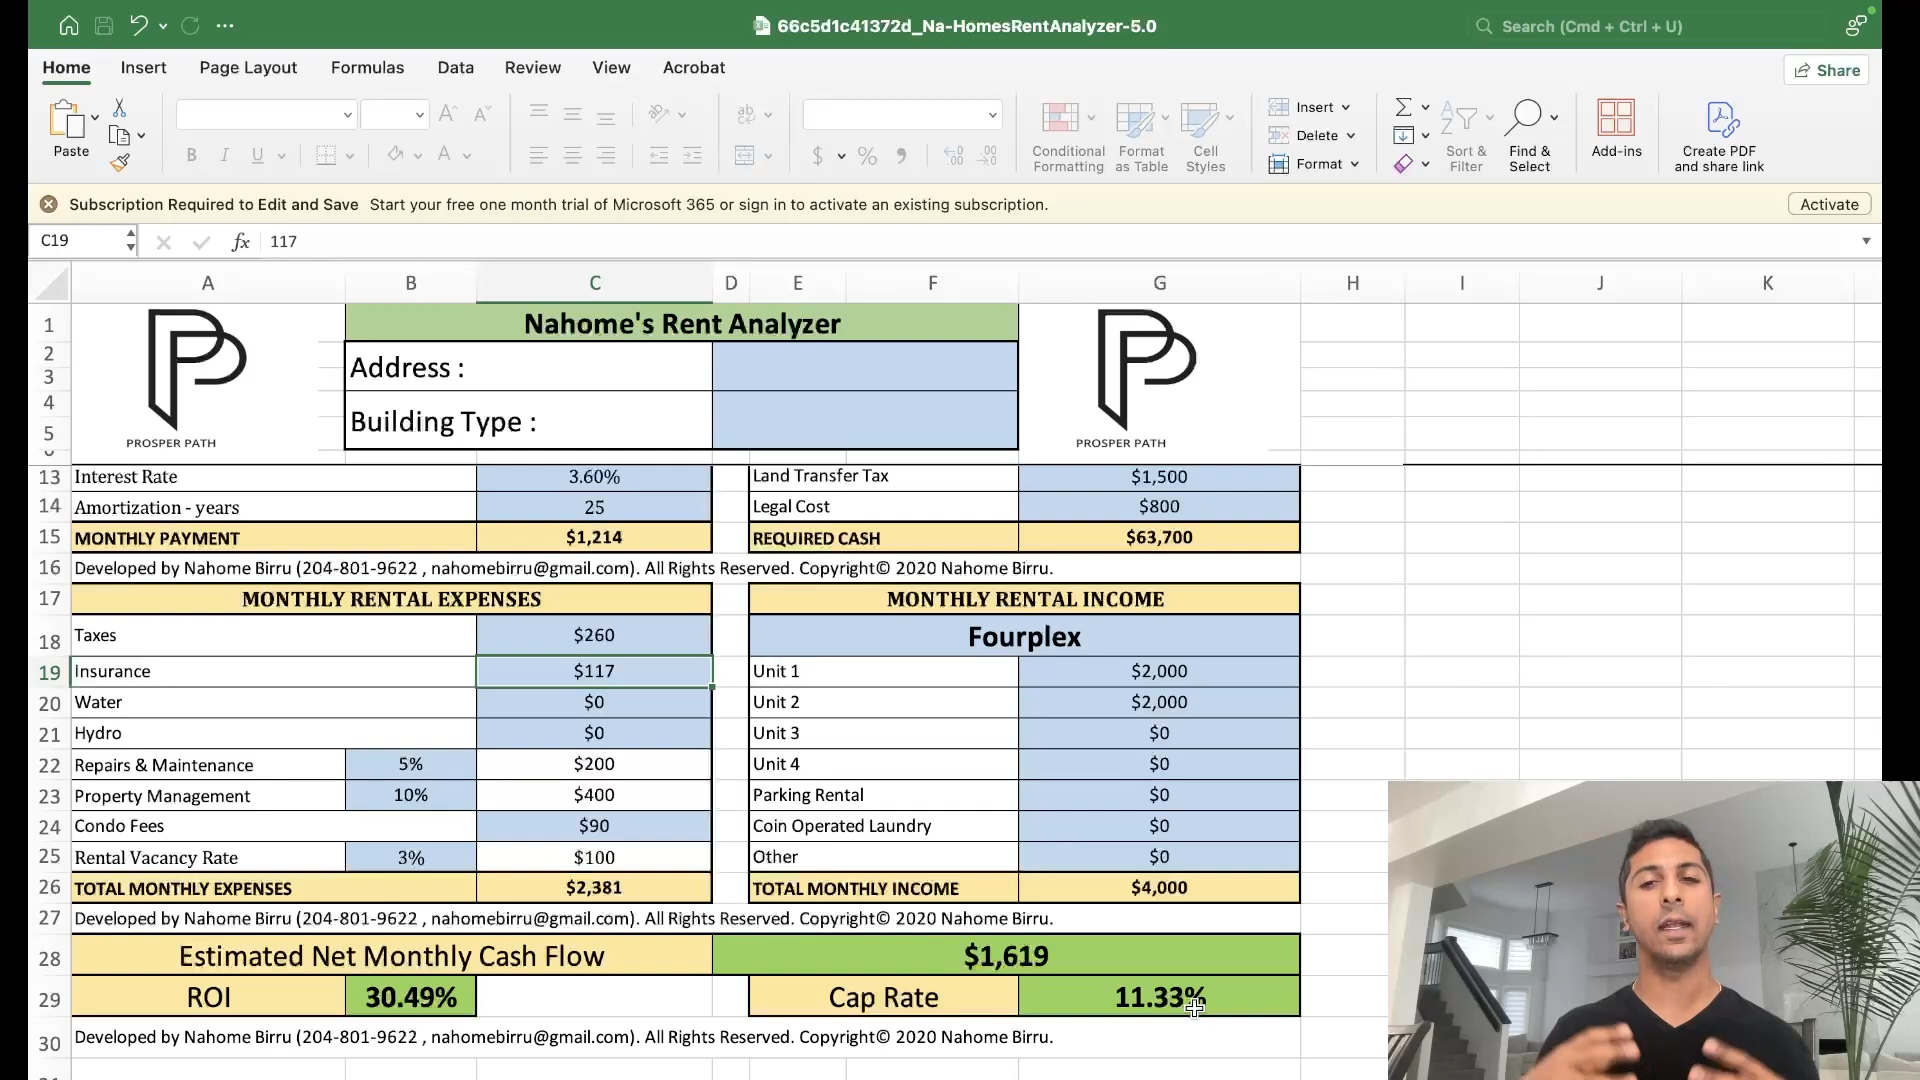 66c5d1c41372d_Na-HomesRentAnalyzer-5.0
Search (Cmd + Ctrl + U)
Home Insert Page Layout Formulas Data Review View Acrobat
Share
Paste
Conditional Formatting
Format as Table
Cell Styles
Insert
Delete
Format
Sort & Filter
Find & Select
Add-ins
Create PDF and share link
Subscription Required to Edit and Save Start your free one month trial of Microsoft 365 or sign in to activate an existing subscription. Activate
C19 fx 117
A B C D E F G H I J K
1 Nahome's Rent Analyzer
2 Address :
3
4 Building Type :
5
PROSPER PATH PROSPER PATH
13 Interest Rate 3.60% Land Transfer Tax $1,500
14 Amortization - years 25 Legal Cost $800
15 MONTHLY PAYMENT $1,214 REQUIRED CASH $63,700
16 Developed by Nahome Birru (204-801-9622 , nahomebirru@gmail.com). All Rights Reserved. Copyright© 2020 Nahome Birru.
17 MONTHLY RENTAL EXPENSES MONTHLY RENTAL INCOME
18 Taxes $260 Fourplex
19 Insurance $117 Unit 1 $2,000
20 Water $0 Unit 2 $2,000
21 Hydro $0 Unit 3 $0
22 Repairs & Maintenance 5% $200 Unit 4 $0
23 Property Management 10% $400 Parking Rental $0
24 Condo Fees $90 Coin Operated Laundry $0
25 Rental Vacancy Rate 3% $100 Other $0
26 TOTAL MONTHLY EXPENSES $2,381 TOTAL MONTHLY INCOME $4,000
27 Developed by Nahome Birru (204-801-9622 , nahomebirru@gmail.com). All Rights Reserved. Copyright© 2020 Nahome Birru.
28 Estimated Net Monthly Cash Flow $1,619
29 ROI 30.49% Cap Rate 11.33%
30 Developed by Nahome Birru (204-801-9622 , nahomebirru@gmail.com). All Rights Reserved. Copyright© 2020 Nahome Birru.